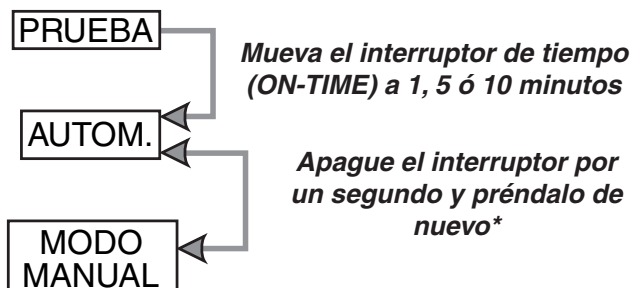 PRUEBA
Mueva el interruptor de tiempo
(ON-TIME) a 1, 5 ó 10 minutos
AUTOM.
Apague el interruptor por
un segundo y préndalo de
nuevo*
MODO
MANUAL